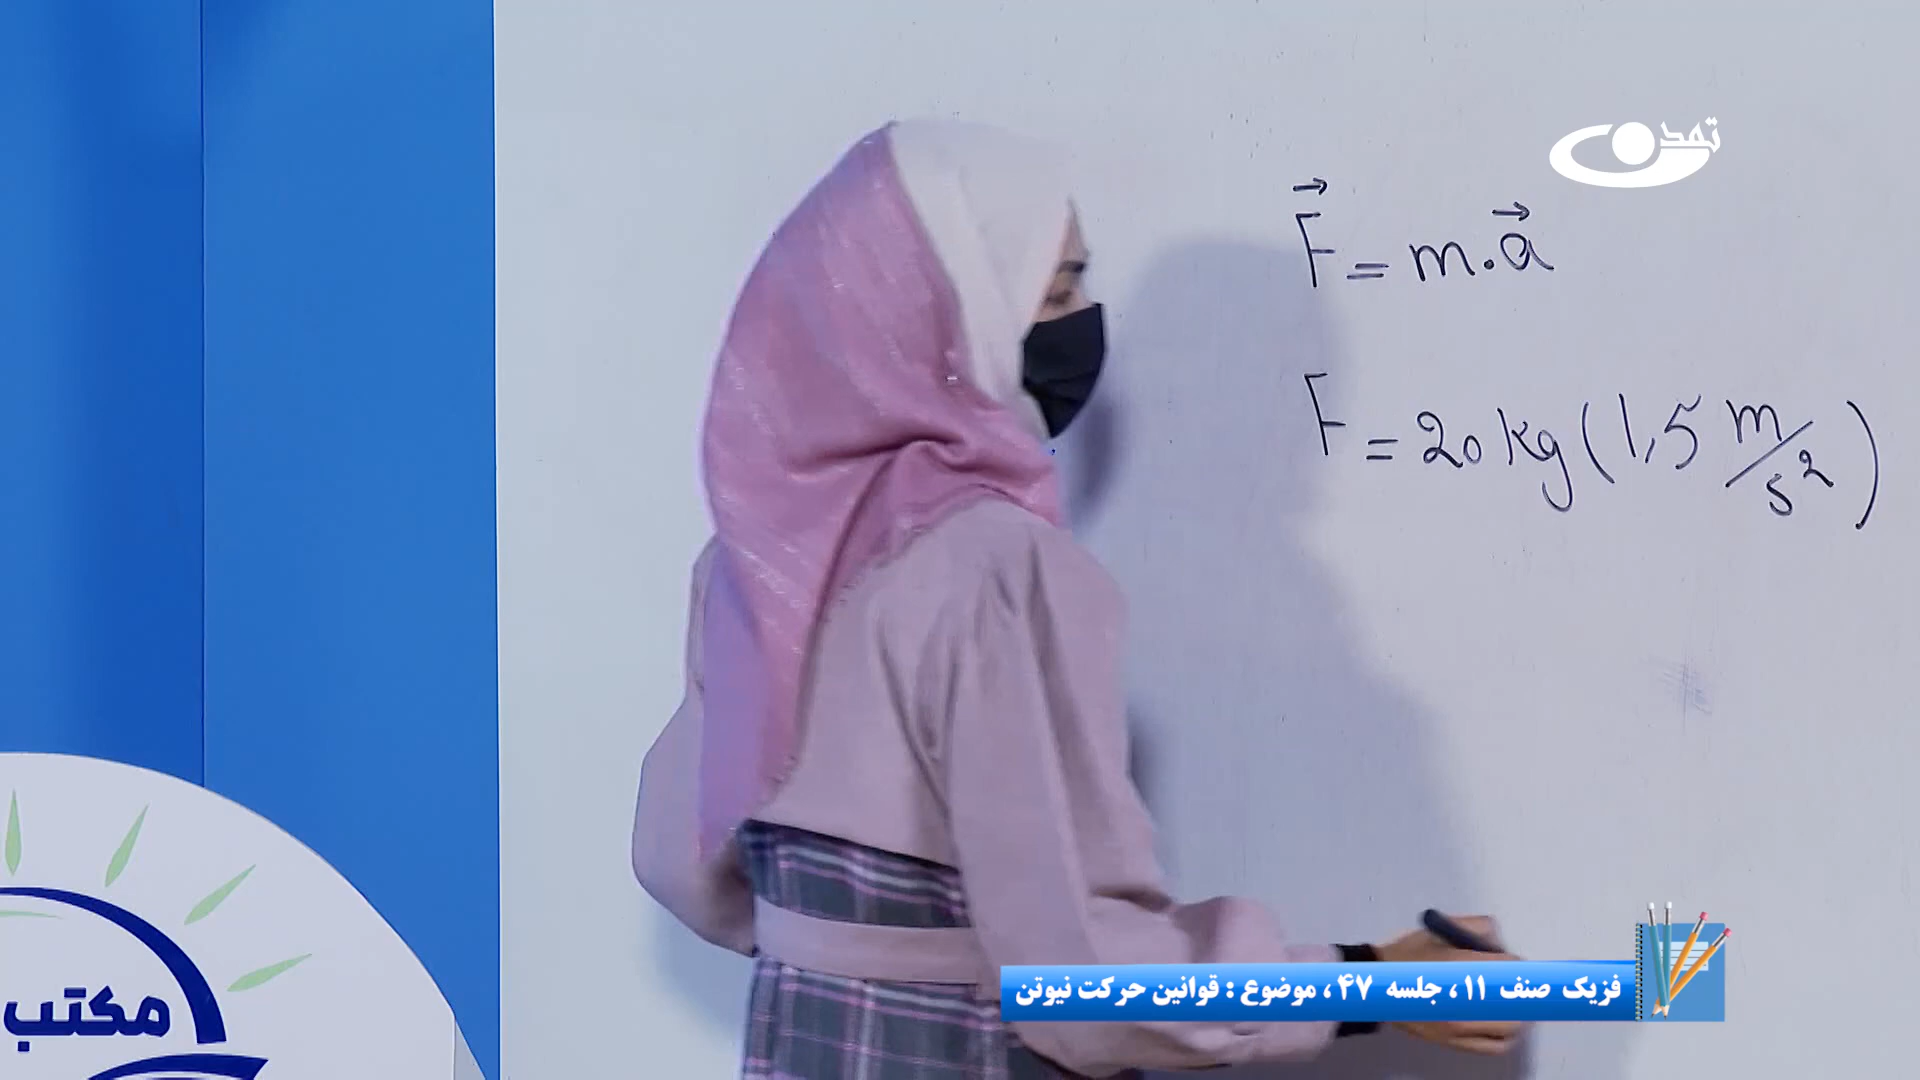 تمدن
F⃗ = m.a⃗
F = 20 kg (1,5 m/s²)
فزیک صنف ۱۱، جلسه ۴۷، موضوع : قوانین حرکت نیوتن
مکتب